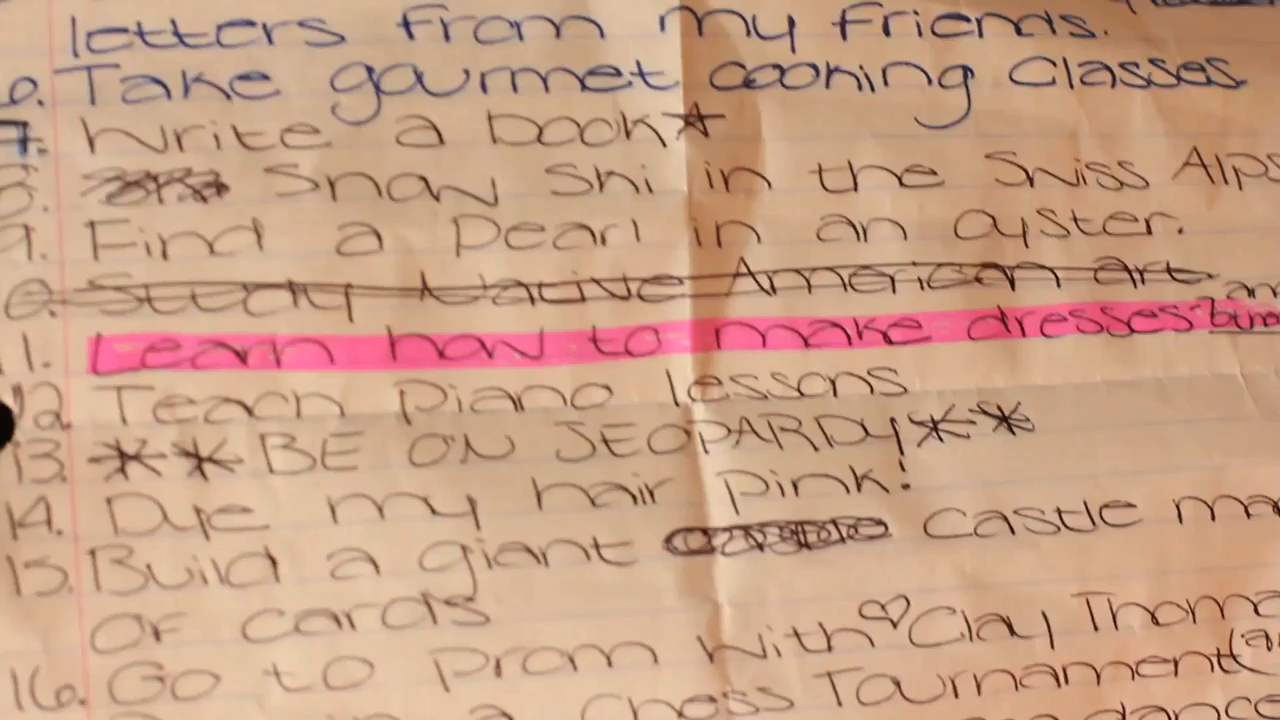 letters from my friends.
6. Take gourmet cooking Classes
7. Write a book
8. Snow Ski in the Swiss Alps
9. Find a Pearl in an oyster.
Study Native American art
11. Learn how to make dresses
12. Teach Piano lessons
13. ** BE ON JEOPARDY! **
14. Dye my hair pink!
15. Build a giant castle
of cards
16. Go to Prom with ♡ Clay
in a Chess Tournament